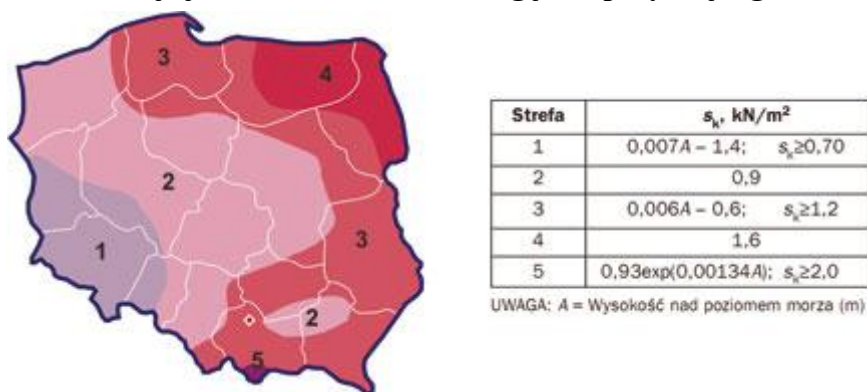 3
4
2
1
3
2
5
Strefa sk, kN/m²
1 0,007A – 1,4; sk≥0,70
2 0,9
3 0,006A – 0,6; sk≥1,2
4 1,6
5 0,93exp(0,00134A); sk≥2,0
UWAGA: A = Wysokość nad poziomem morza (m)